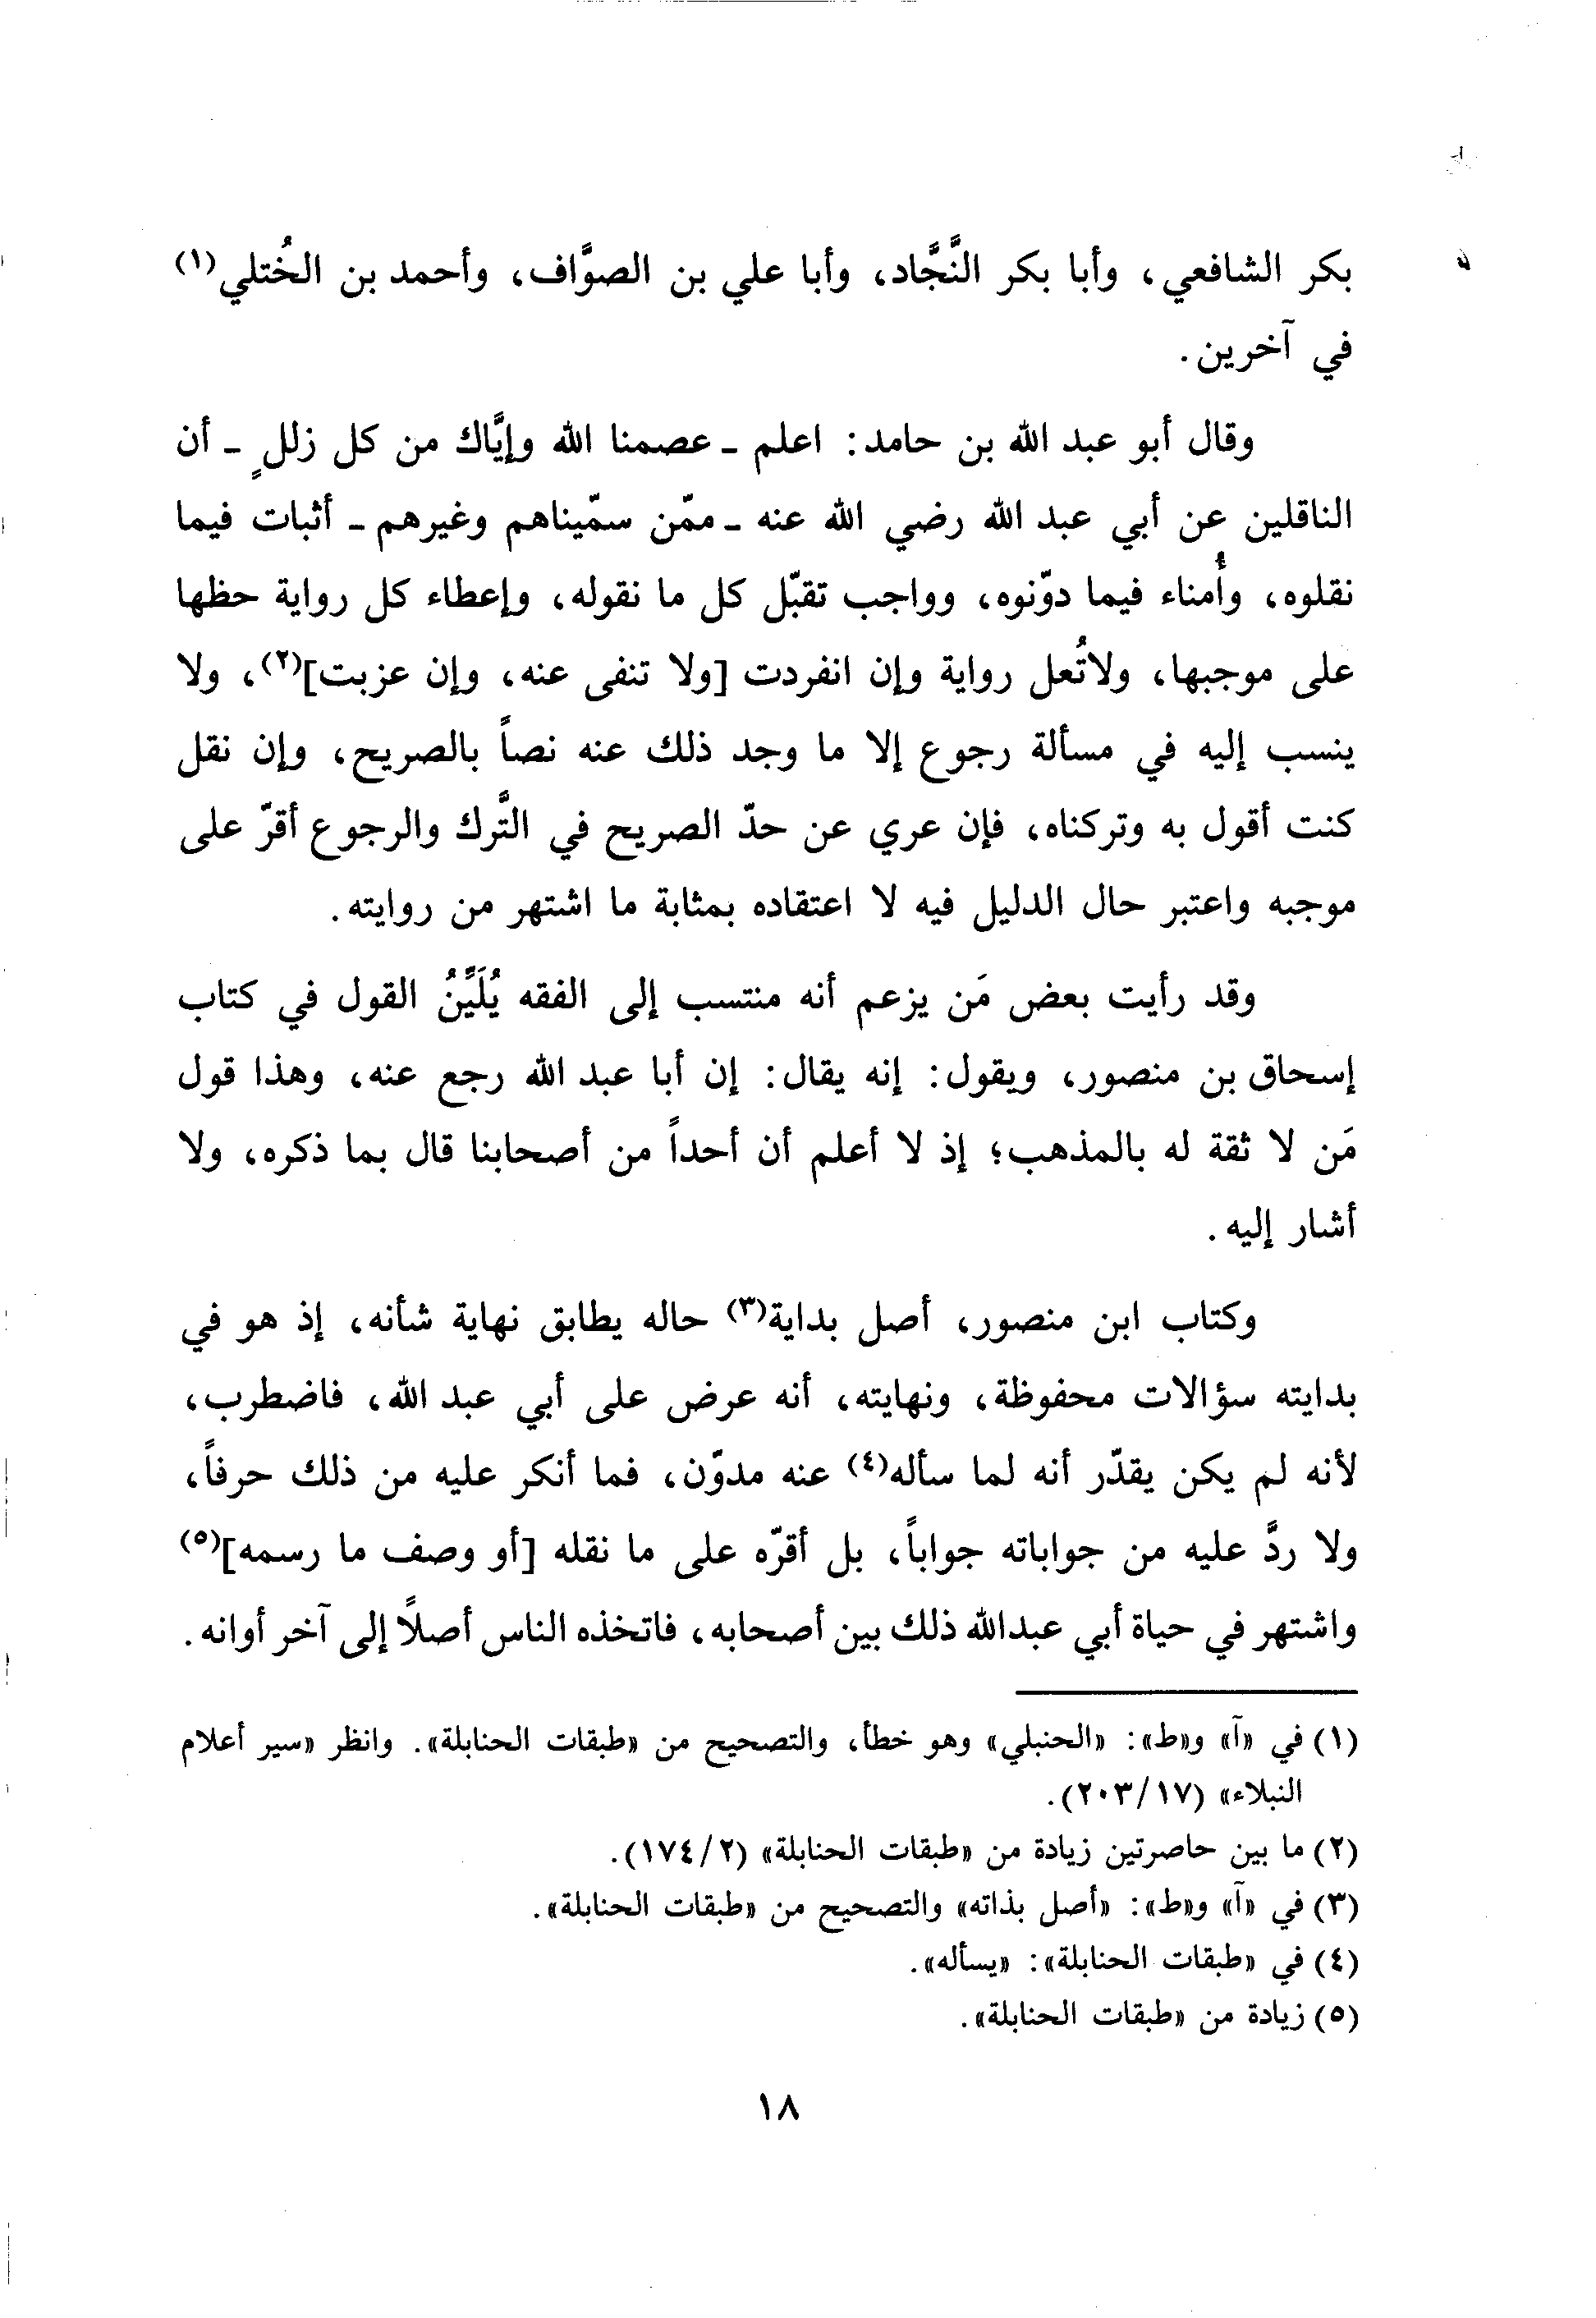 بكر الشافعي، وأبا بكر النَّجَّاد، وأبا علي بن الصوَّاف، وأحمد بن الخُتلي(١)
في آخرين.
وقال أبو عبد الله بن حامد: اعلم - عصمنا الله وإيَّاك من كل زللٍ - أن
الناقلين عن أبي عبد الله رضي الله عنه - ممّن سمّيناهم وغيرهم - أثبات فيما
نقلوه، وأُمناء فيما دوّنوه، وواجب تقبّل كل ما نقوله، وإعطاء كل رواية حظها
على موجبها، ولاتُعل رواية وإن انفردت [ولا تنفى عنه، وإن عزبت](٢)، ولا
ينسب إليه في مسألة رجوع إلا ما وجد ذلك عنه نصاً بالصريح، وإن نقل
كنت أقول به وتركناه، فإن عري عن حدّ الصريح في التَّرك والرجوع أقرّ على
موجبه واعتبر حال الدليل فيه لا اعتقاده بمثابة ما اشتهر من روايته.
وقد رأيت بعض مَن يزعم أنه منتسب إلى الفقه يُلَيِّنُ القول في كتاب
إسحاق بن منصور، ويقول: إنه يقال: إن أبا عبد الله رجع عنه، وهذا قول
مَن لا ثقة له بالمذهب؛ إذ لا أعلم أن أحداً من أصحابنا قال بما ذكره، ولا
أشار إليه.
وكتاب ابن منصور، أصل بداية(٣) حاله يطابق نهاية شأنه، إذ هو في
بدايته سؤالات محفوظة، ونهايته، أنه عرض على أبي عبد الله، فاضطرب،
لأنه لم يكن يقدّر أنه لما سأله(٤) عنه مدوّن، فما أنكر عليه من ذلك حرفاً،
ولا ردَّ عليه من جواباته جواباً، بل أقرّه على ما نقله [أو وصف ما رسمه](٥)
واشتهر في حياة أبي عبدالله ذلك بين أصحابه، فاتخذه الناس أصلًا إلى آخر أوانه.
(١) في «آ» و«ط»: «الحنبلي» وهو خطأ، والتصحيح من «طبقات الحنابلة». وانظر «سير أعلام
النبلاء» (١٧/٢٠٣).
(٢) ما بين حاصرتين زيادة من «طبقات الحنابلة» (٢/١٧٤).
(٣) في «آ» و«ط»: «أصل بذاته» والتصحيح من «طبقات الحنابلة».
(٤) في «طبقات الحنابلة»: «يسأله».
(٥) زيادة من «طبقات الحنابلة».
١٨